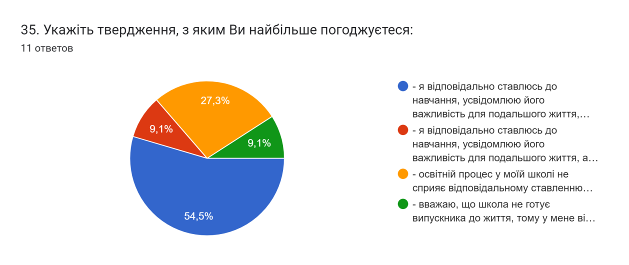 35. Укажіть твердження, з яким Ви найбільше погоджуєтеся:
11 ответов
27,3%
9,1%
9,1%
54,5%
- я відповідально ставлюсь до
навчання, усвідомлюю його
важливість для подальшого життя,...
- я відповідально ставлюсь до
навчання, усвідомлюю його
важливість для подальшого життя, а...
- освітній процес у моїй школі не
сприяє відповідальному ставленню...
- вважаю, що школа не готує
випускника до життя, тому у мене ві...